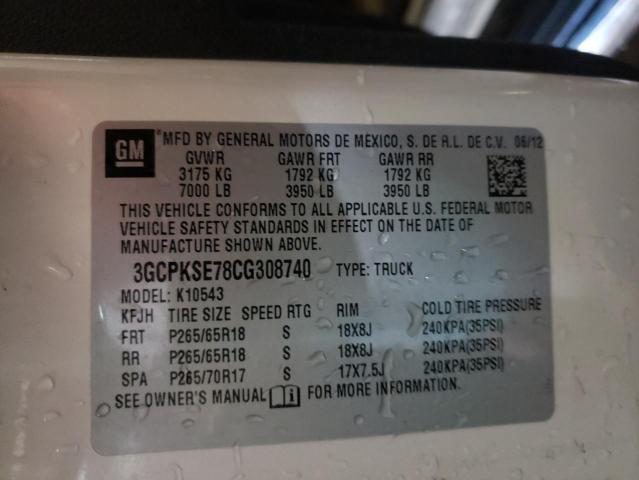 GM MFD BY GENERAL MOTORS DE MEXICO, S. DE R.L. DE C.V. 06/12
GVWR GAWR FRT GAWR RR
3175 KG 1792 KG 1792 KG
7000 LB 3950 LB 3950 LB
THIS VEHICLE CONFORMS TO ALL APPLICABLE U.S. FEDERAL MOTOR
VEHICLE SAFETY STANDARDS IN EFFECT ON THE DATE OF
MANUFACTURE SHOWN ABOVE.
3GCPKSE78CG308740 TYPE: TRUCK
MODEL: K10543
KFJH TIRE SIZE SPEED RTG RIM COLD TIRE PRESSURE
FRT P265/65R18 S 18X8J 240KPA(35PSI)
RR P265/65R18 S 18X8J 240KPA(35PSI)
SPA P265/70R17 S 17X7.5J 240KPA(35PSI)
SEE OWNER'S MANUAL FOR MORE INFORMATION.